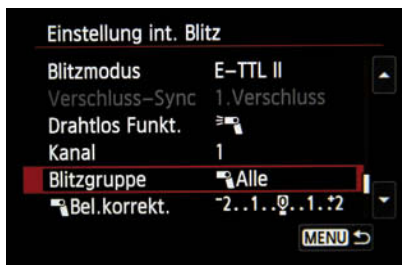 Einstellung int. Blitz
Blitzmodus E-TTL II
Verschluss-Sync 1.Verschluss
Drahtlos Funkt.
Kanal 1
Blitzgruppe Alle
Bel.korrekt. -2..1..0..1.:+2
MENU